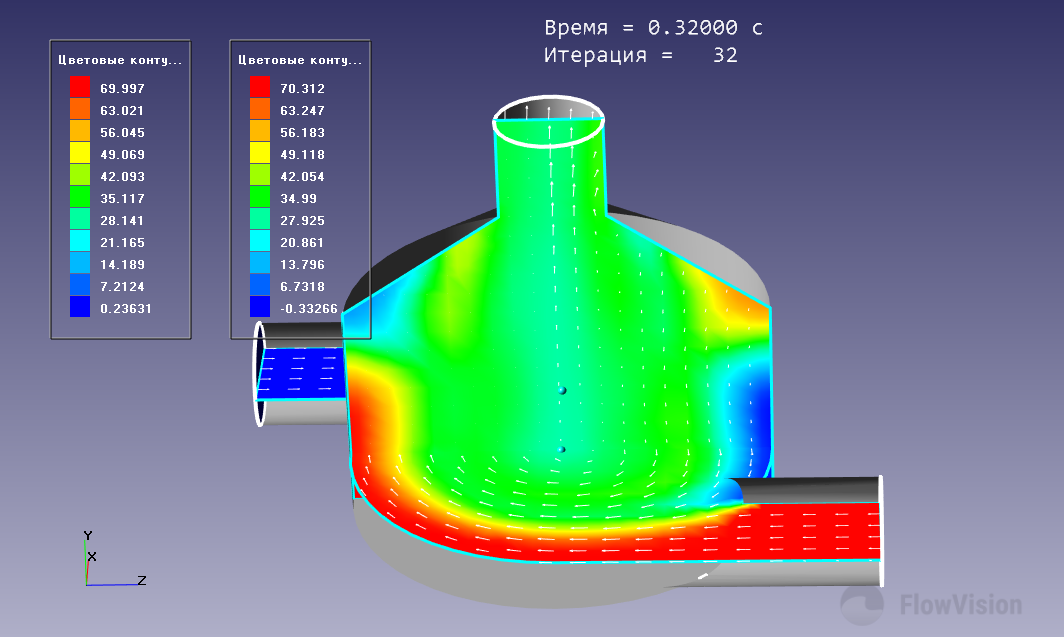 Время = 0.32000 с
Итерация = 32
Цветовые конту...
69.997
63.021
56.045
49.069
42.093
35.117
28.141
21.165
14.189
7.2124
0.23631
Цветовые конту...
70.312
63.247
56.183
49.118
42.054
34.99
27.925
20.861
13.796
6.7318
-0.33266
Y
X
Z
FlowVision